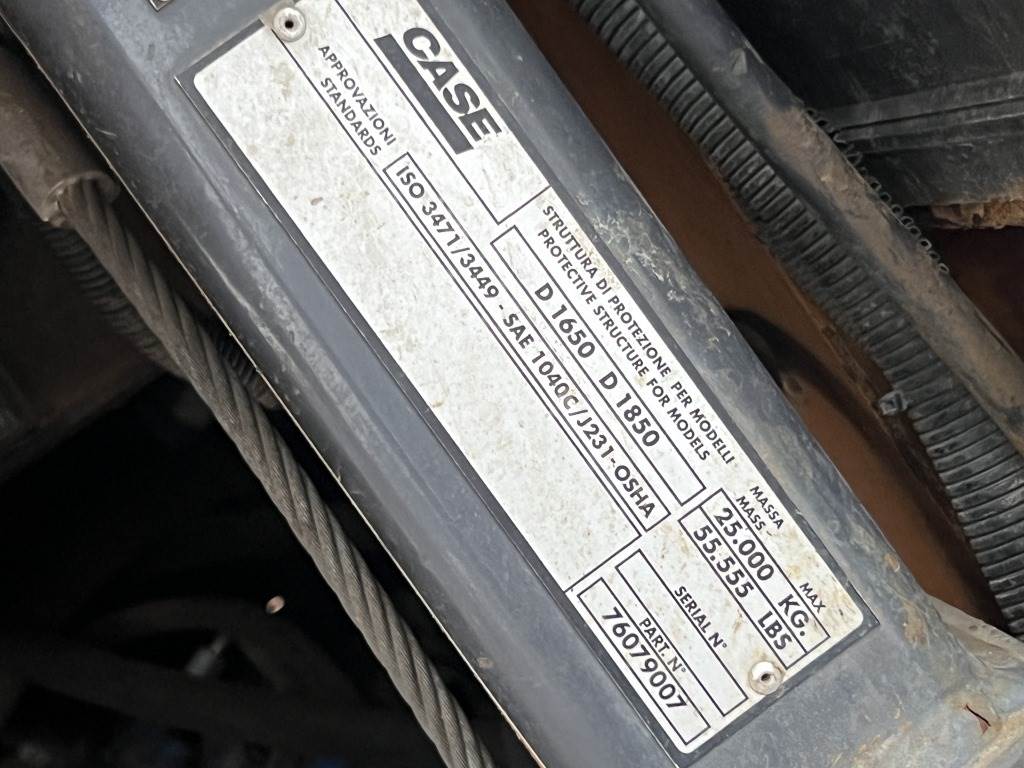 CASE
STRUTTURA DI PROTEZIONE PER MODELLI
PROTECTIVE STRUCTURE FOR MODELS
D 1650 D 1850
APPROVAZIONI
STANDARDS
ISO 3471/3449 - SAE 1040C/J231-OSHA
MASSA
MASS
MAX
25.000 KG.
55.555 LBS
SERIAL N°
PART. N°
76079007